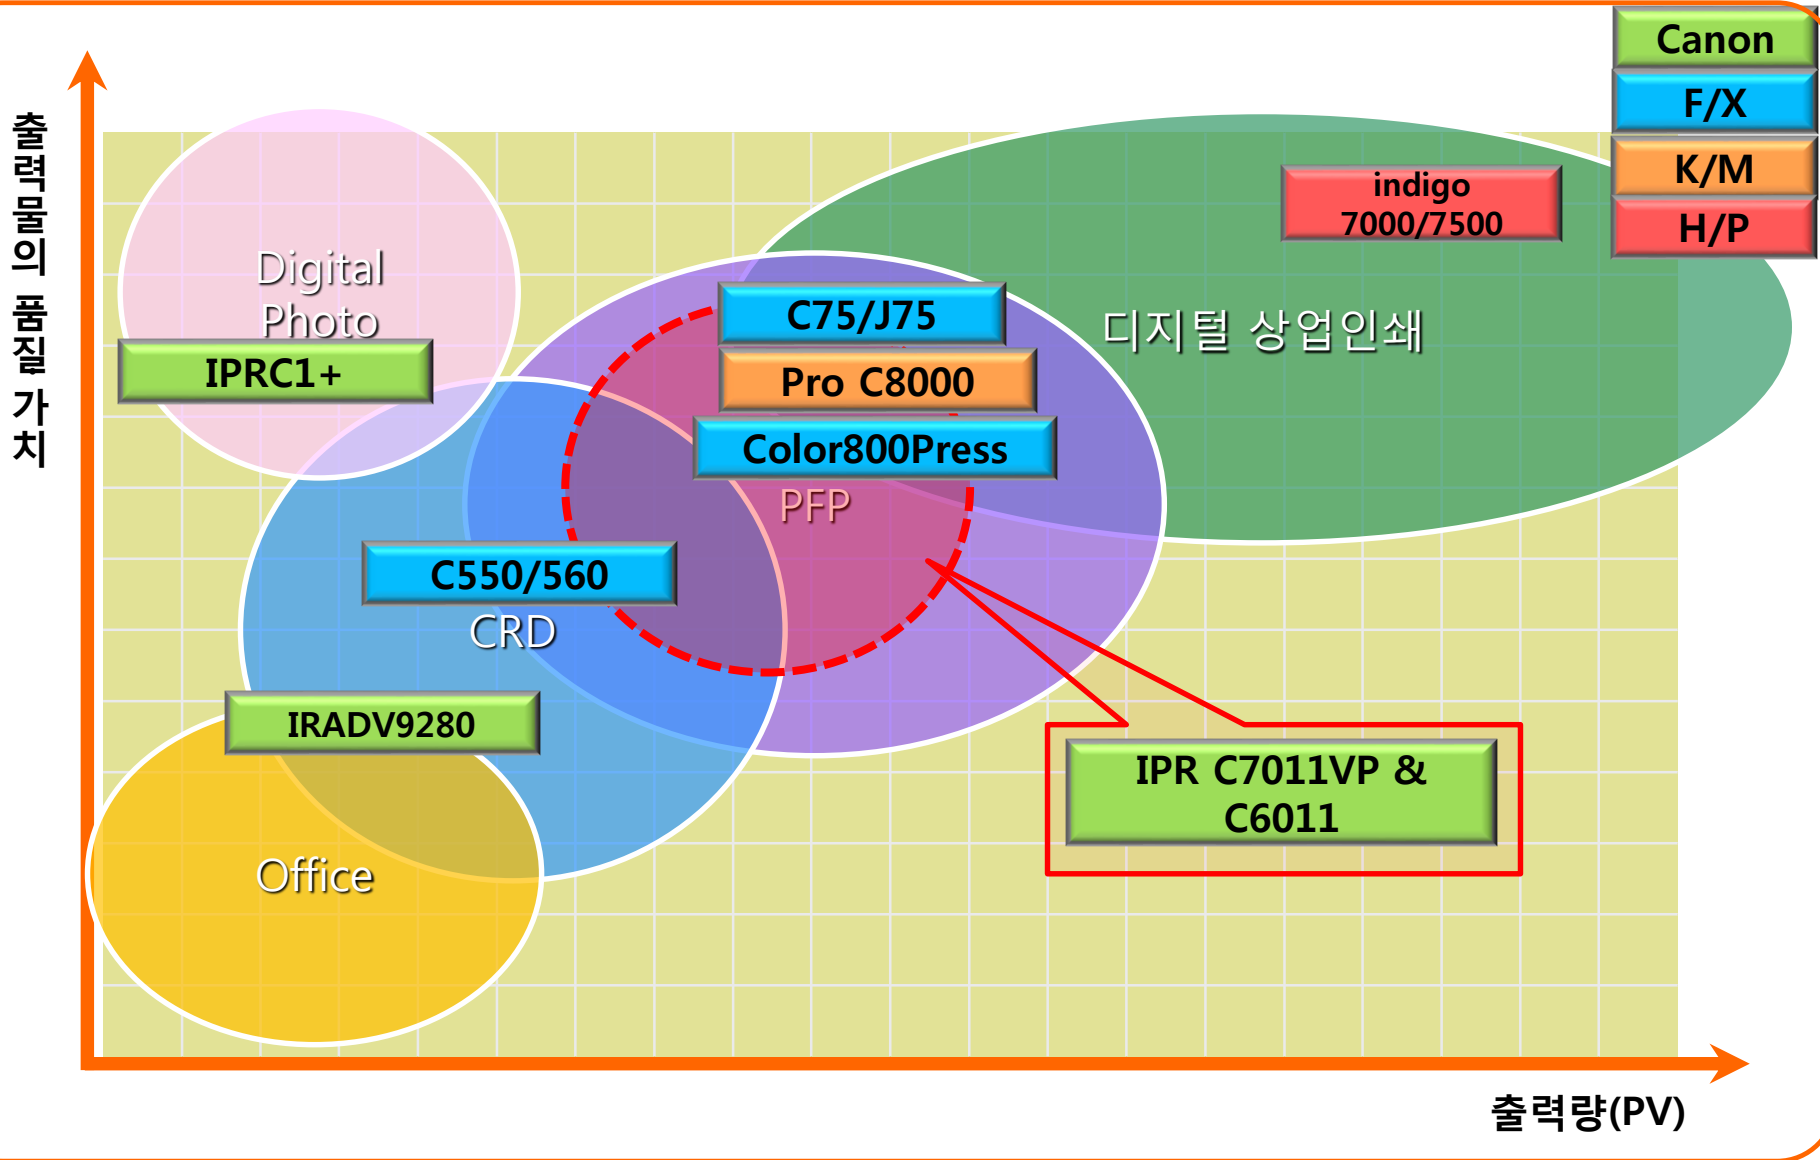 Canon
F/X
K/M
H/P
출력물의 품질 가치
indigo
7000/7500
Digital
Photo
C75/J75
디지털 상업인쇄
IPRC1+
Pro C8000
Color800Press
PFP
C550/560
CRD
IRADV9280
IPR C7011VP &
C6011
Office
출력량(PV)